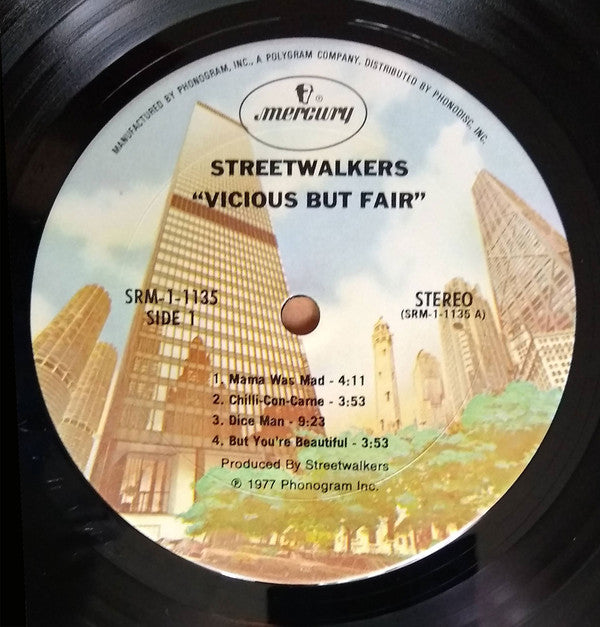 MANUFACTURED BY PHONOGRAM, INC., A POLYGRAM COMPANY. DISTRIBUTED BY PHONODISC, INC.
mercury ®
STREETWALKERS
"VICIOUS BUT FAIR"
SRM-1-1135
SIDE 1
STEREO
(SRM-1-1135 A)
1. Mama Was Mad - 4:11
2. Chilli-Con-Carne - 3:53
3. Dice Man - 9:23
4. But You're Beautiful - 3:53
Produced By Streetwalkers
℗ 1977 Phonogram Inc.